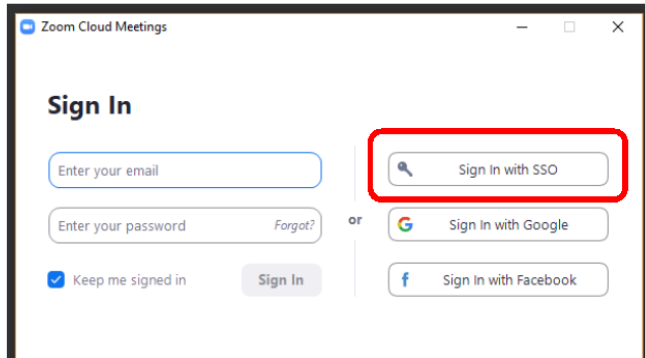 Zoom Cloud Meetings
Sign In
Enter your email
Enter your password Forgot?
Keep me signed in Sign In
or
Sign In with SSO
Sign In with Google
Sign In with Facebook